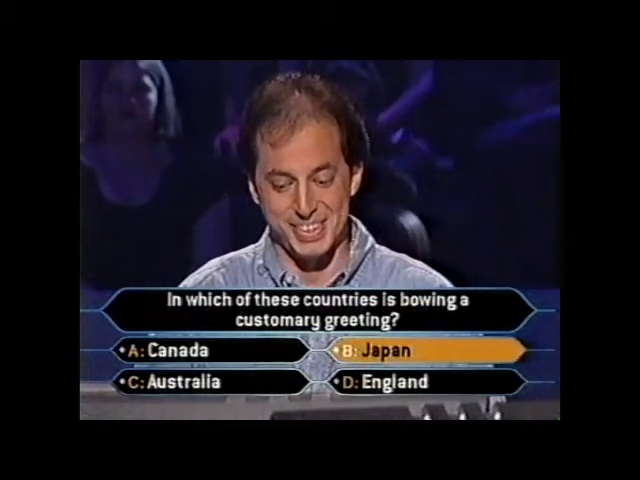 In which of these countries is bowing a
customary greeting?
A: Canada
B: Japan
C: Australia
D: England